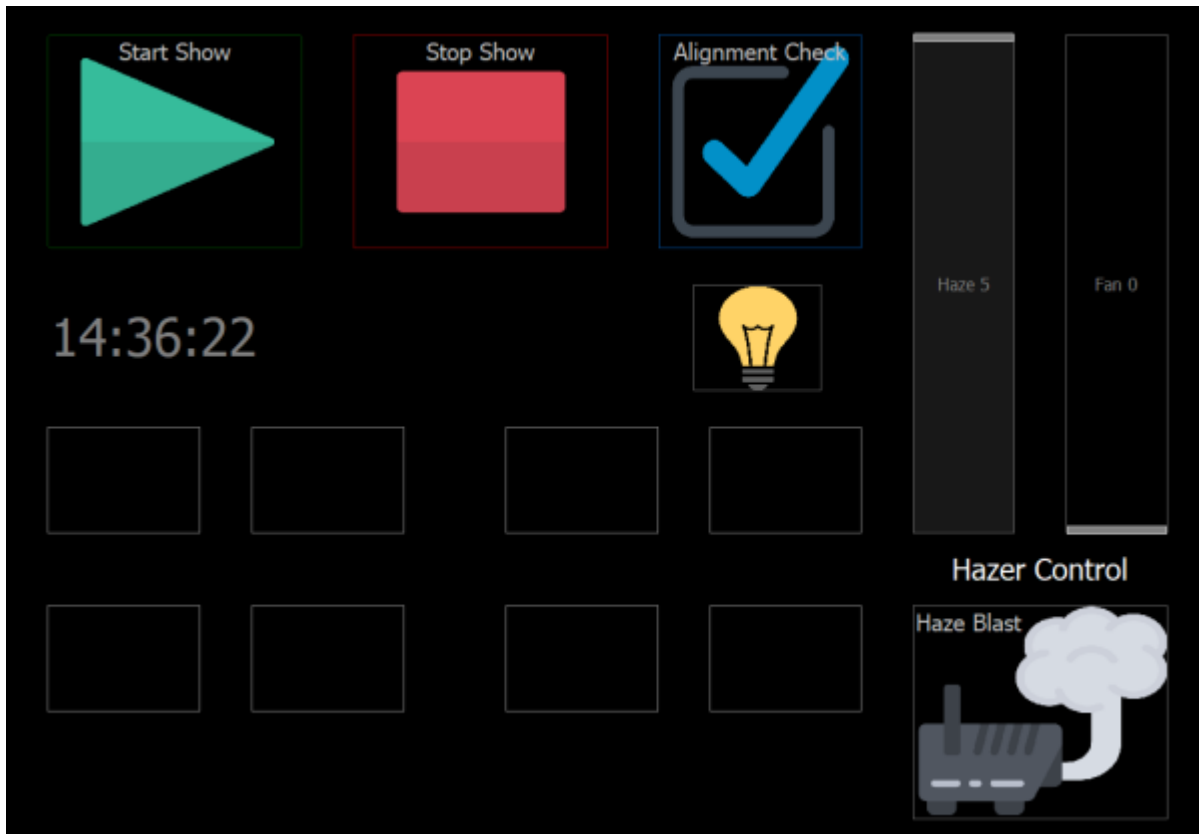 Start Show
Stop Show
Alignment Check
Haze 5
Fan 0
14:36:22
Hazer Control
Haze Blast